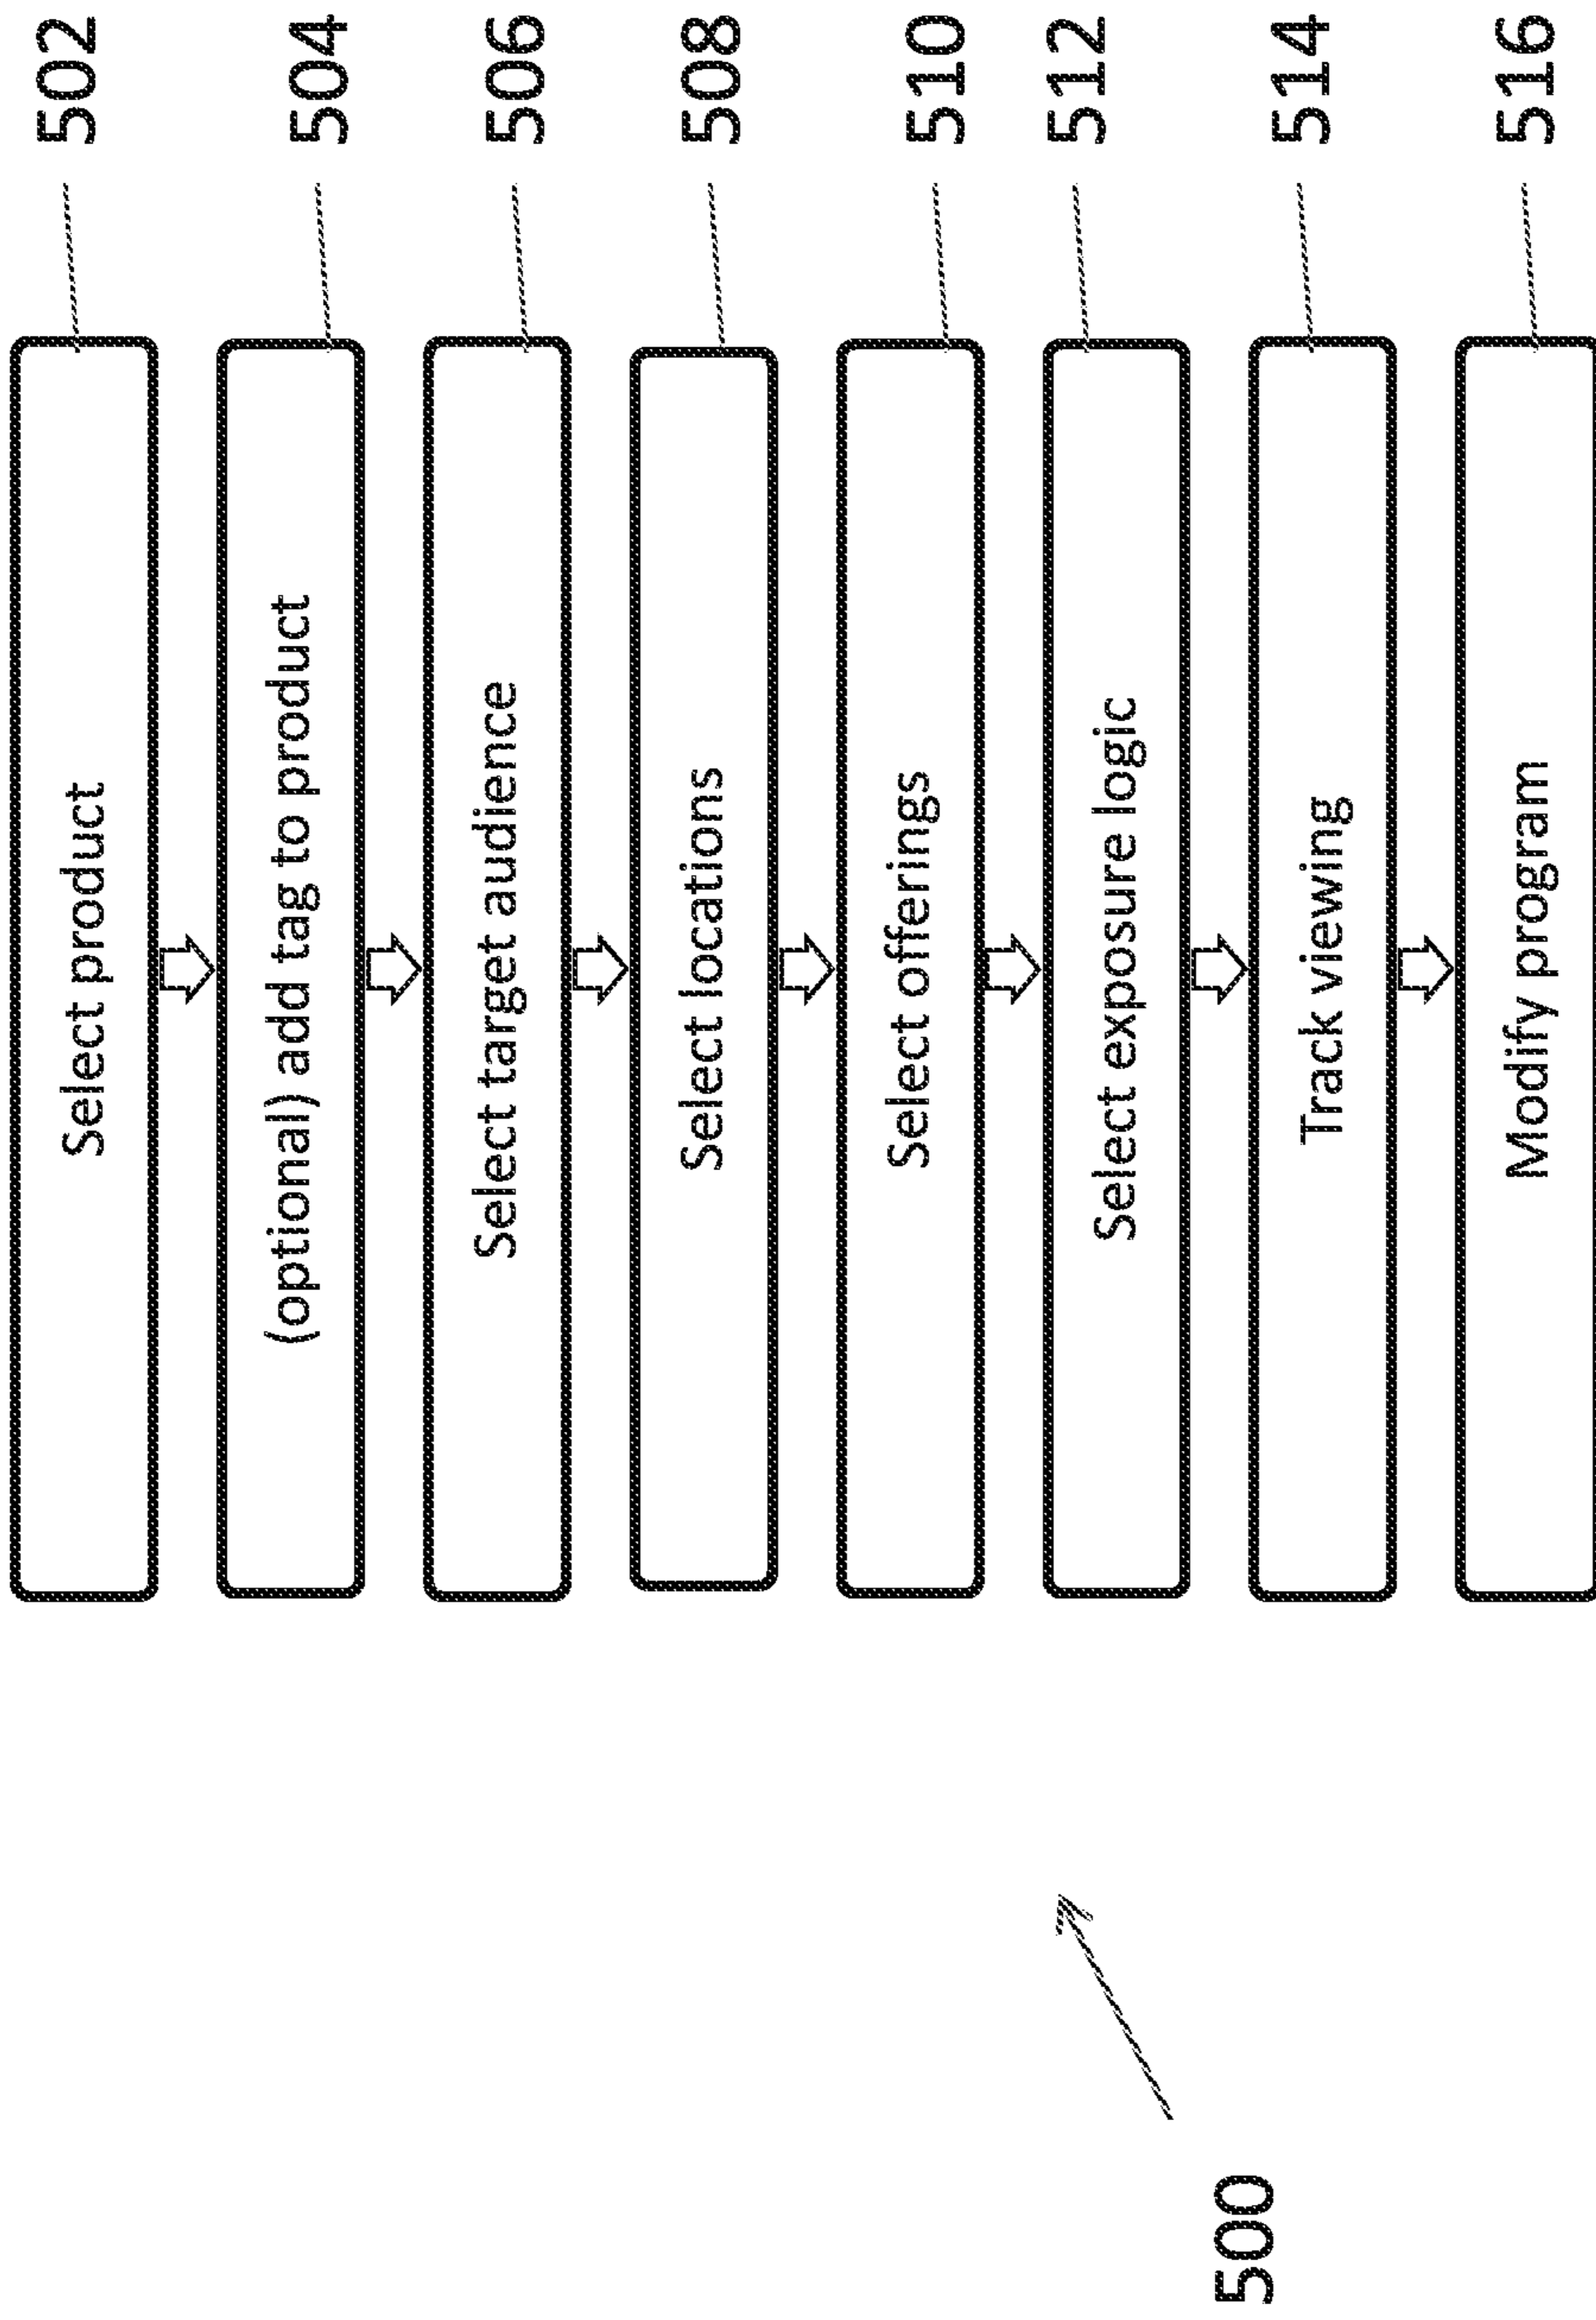 500
Select product
502
(optional) add tag to product
504
Select target audience
506
Select locations
508
Select offerings
510
Select exposure logic
512
Track viewing
514
Modify program
516